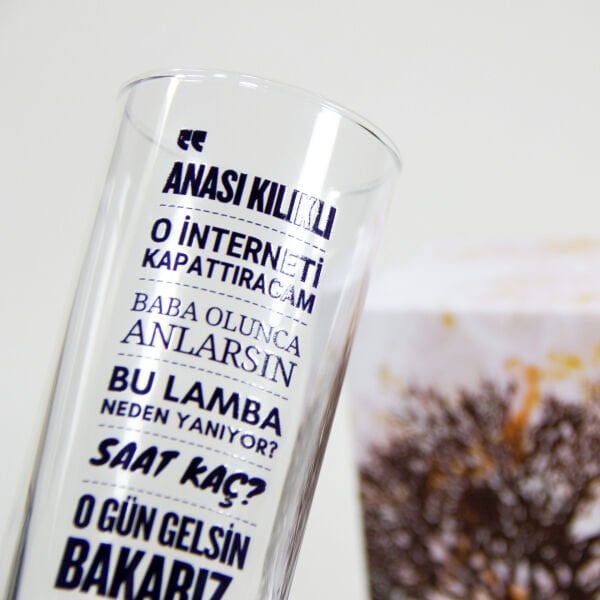 “
ANASI KILIKLI
O İNTERNETİ
KAPATTIRACAM
BABA OLUNCA
ANLARSIN
BU LAMBA
NEDEN YANIYOR?
SAAT KAÇ?
O GÜN GELSİN
BAKARIZ